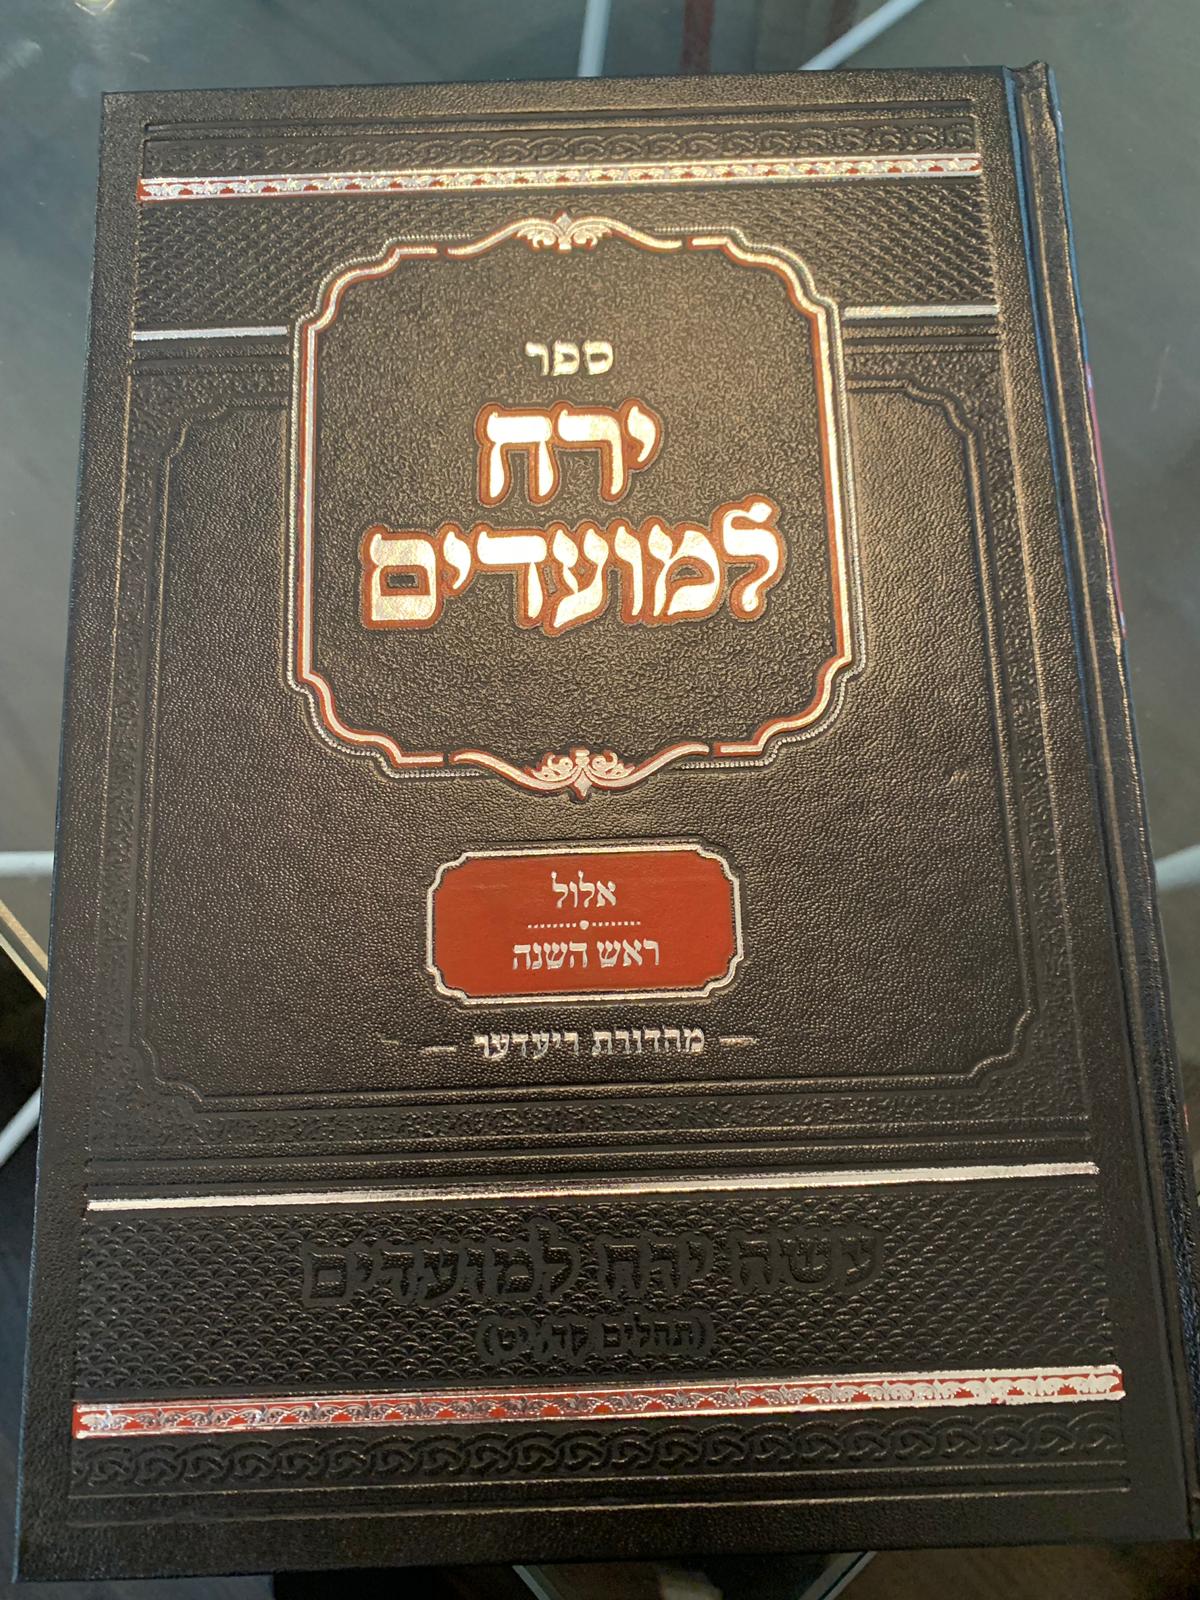 ספר
ירח
למועדים
אלול
ראש השנה
מהדורת ריעדער
עשה ירח למועדים
(תהלים קד, יט)